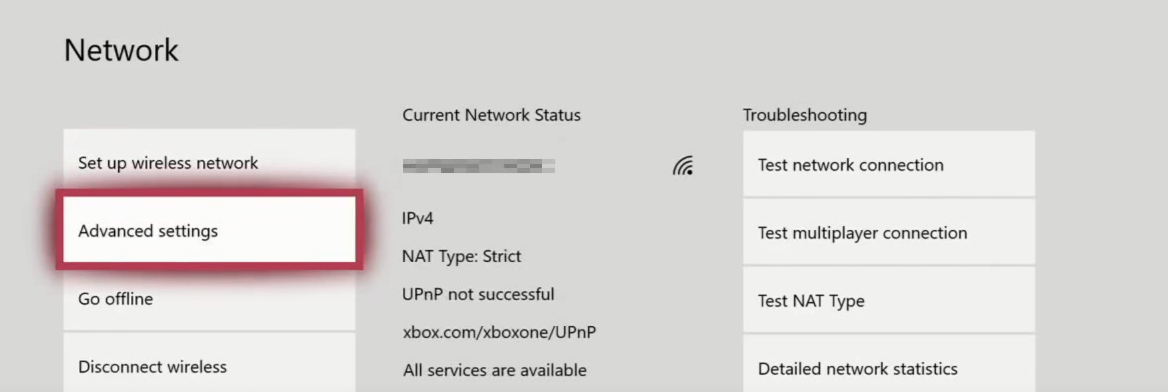 Network
Set up wireless network
Advanced settings
Go offline
Disconnect wireless
Current Network Status
IPv4
NAT Type: Strict
UPnP not successful
xbox.com/xboxone/UPnP
All services are available
Troubleshooting
Test network connection
Test multiplayer connection
Test NAT Type
Detailed network statistics